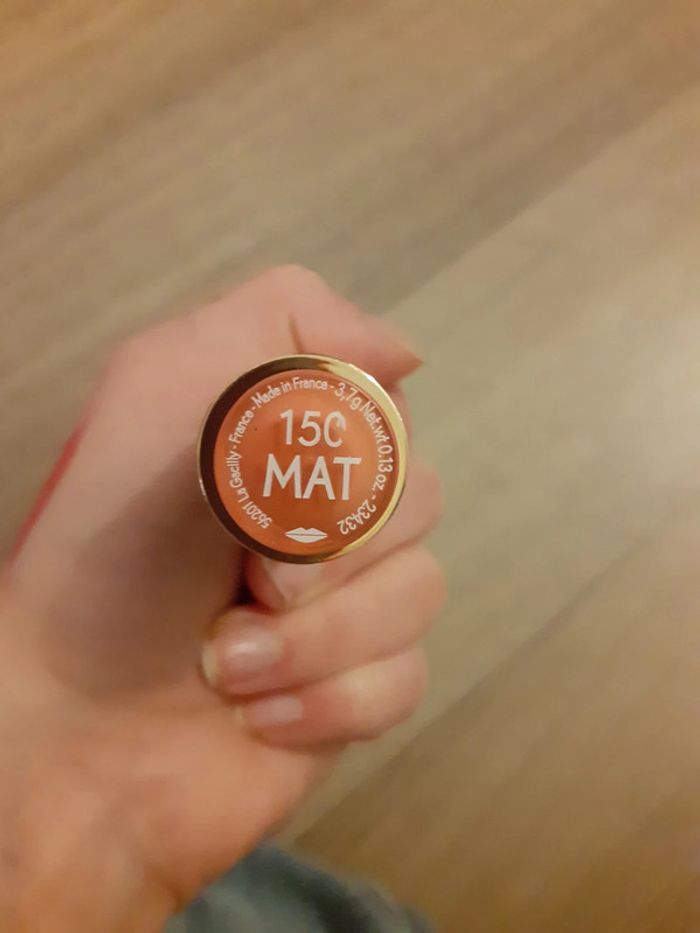 150
MAT
56201 La Gacilly - France - Made in France - 3,7g Net.wt 0.13 oz. - 23432